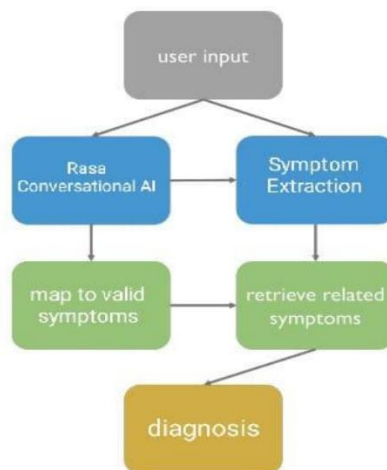 user input
Rasa
Conversational AI
Symptom
Extraction
map to valid
symptoms
retrieve related
symptoms
diagnosis